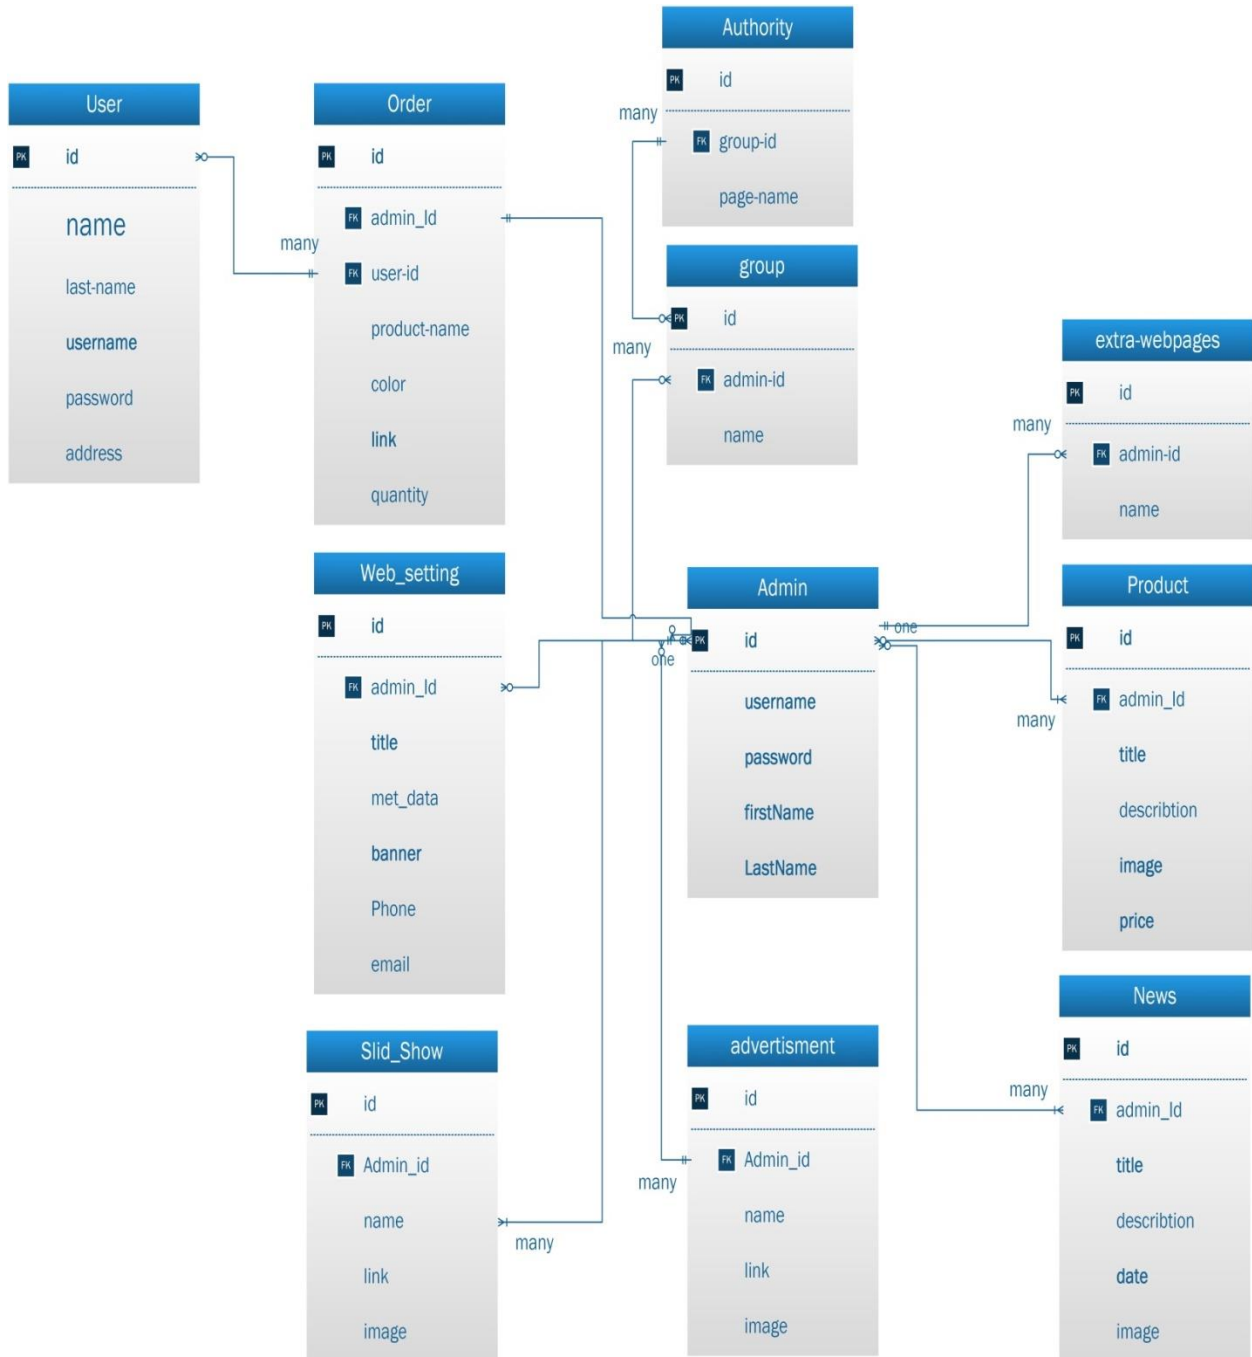 Authority
PK id
many
FK group-id
page-name
User
PK id
name
last-name
username
password
address
Order
PK id
FK admin_Id
many
FK user-id
product-name
color
link
quantity
group
PK id
many
FK admin-id
name
extra-webpages
PK id
many
FK admin-id
name
Web_setting
PK id
FK admin_Id
title
met_data
banner
Phone
email
Admin
one
PK id
one
username
password
firstName
LastName
Product
PK id
FK admin_Id
many
title
describtion
image
price
Slid_Show
PK id
FK Admin_id
name
many
link
image
advertisment
PK id
FK Admin_id
many
name
link
image
News
PK id
many
FK admin_Id
title
describtion
date
image